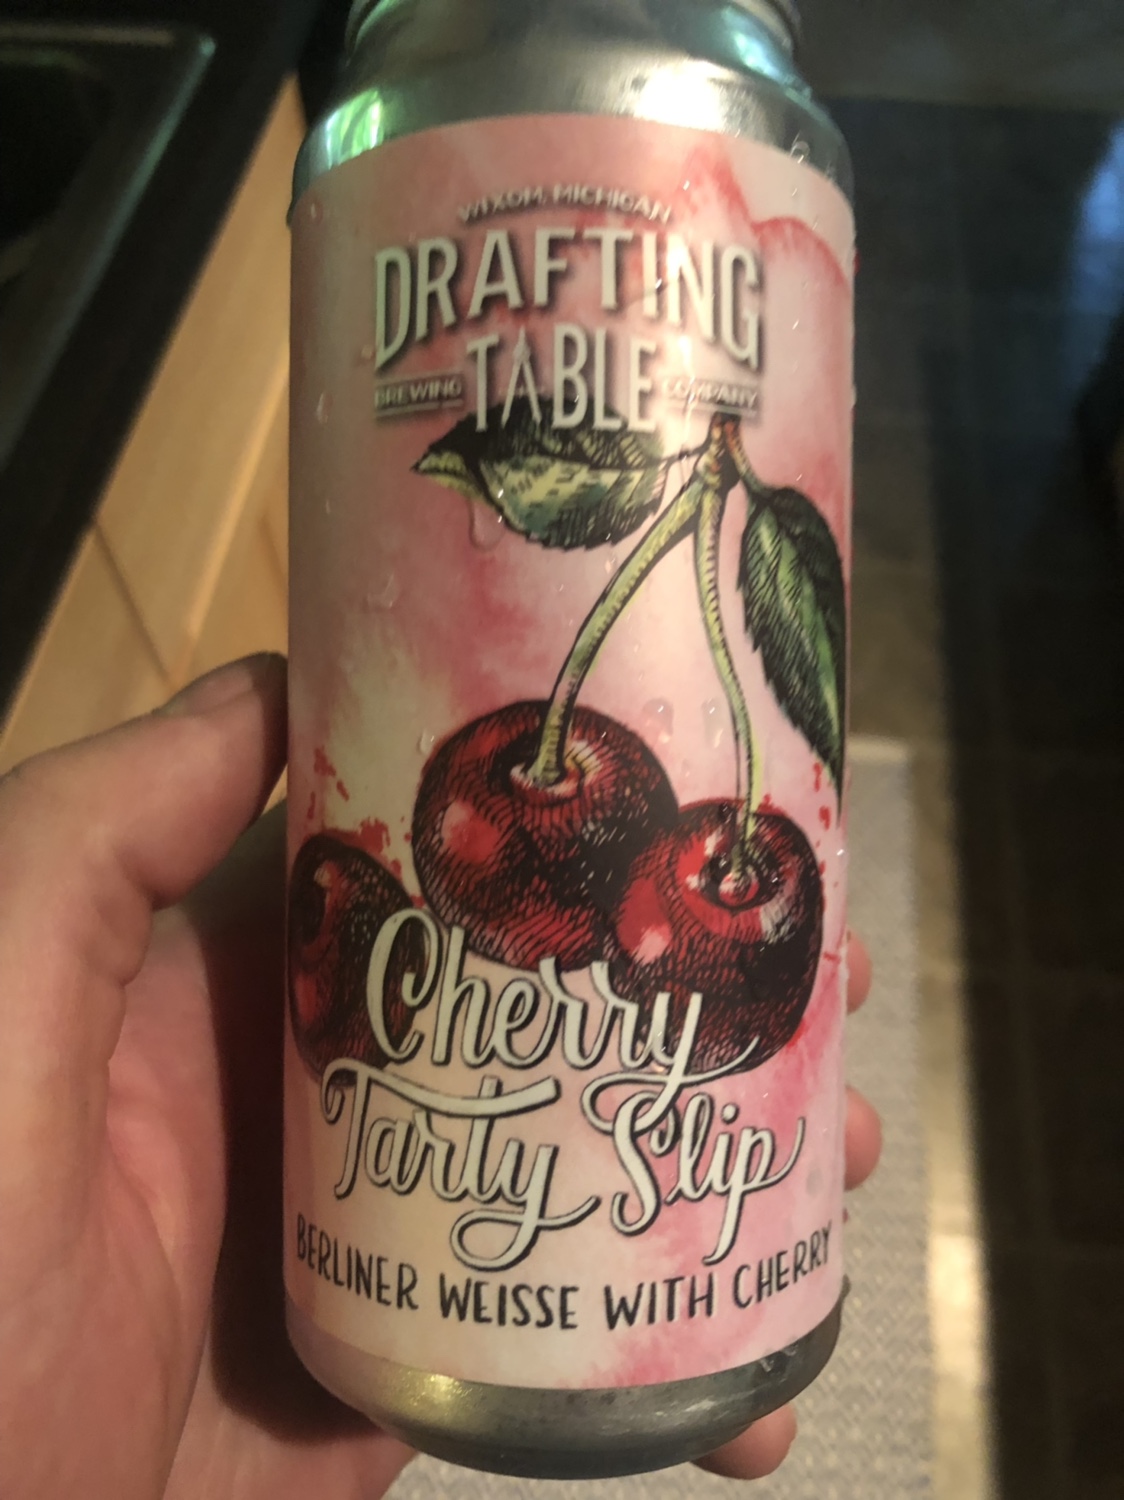 WIXOM, MICHIGAN
DRAFTING
TABLE
BREWING COMPANY
Cherry
Tarty Slip
BERLINER WEISSE WITH CHERRY